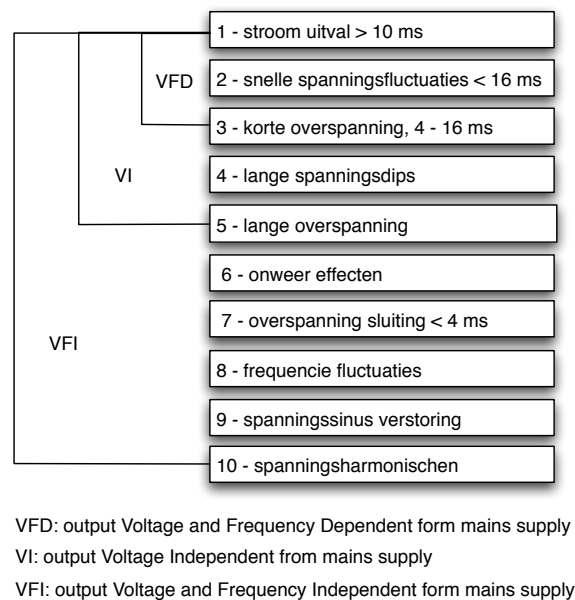 1 - stroom uitval > 10 ms
VFD
2 - snelle spanningsfluctuaties < 16 ms
3 - korte overspanning, 4 - 16 ms
VI
4 - lange spanningsdips
5 - lange overspanning
6 - onweer effecten
7 - overspanning sluiting < 4 ms
VFI
8 - frequencie fluctuaties
9 - spanningssinus verstoring
10 - spanningsharmonischen
VFD: output Voltage and Frequency Dependent form mains supply
VI: output Voltage Independent from mains supply
VFI: output Voltage and Frequency Independent form mains supply